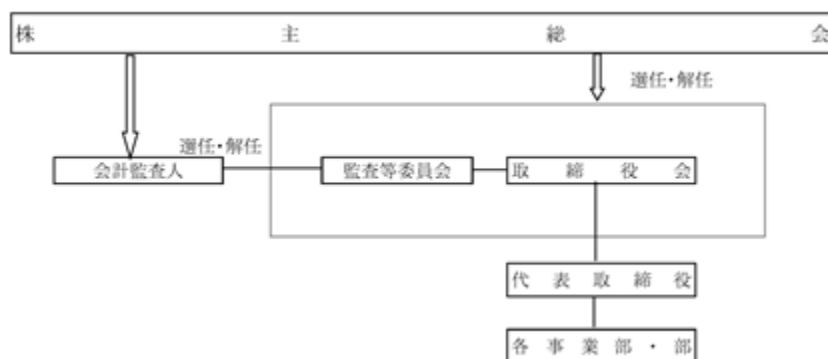 株主総会
選任・解任
選任・解任
会計監査人
監査等委員会
取締役会
代表取締役
各事業部・部